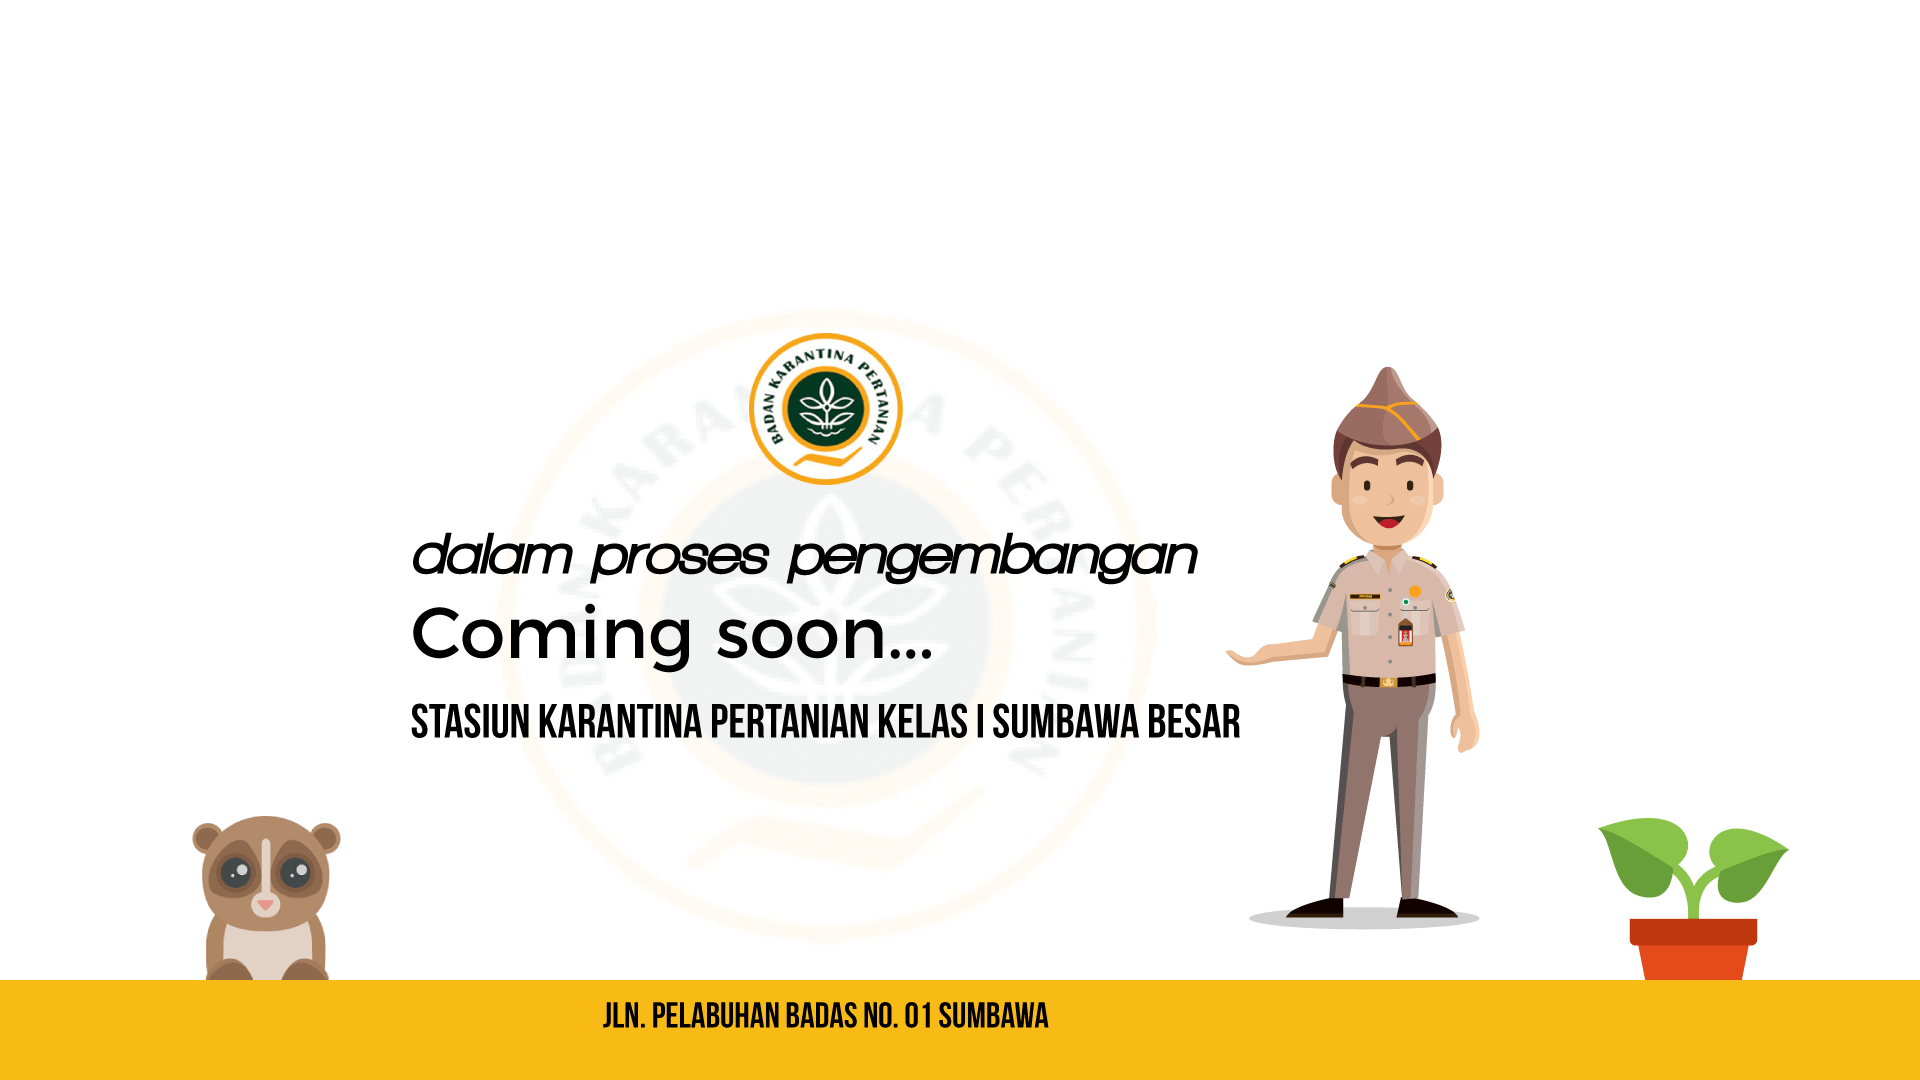 BADAN KARANTINA PERTANIAN
dalam proses pengembangan
Coming soon...
STASIUN KARANTINA PERTANIAN KELAS I SUMBAWA BESAR
JLN. PELABUHAN BADAS NO. 01 SUMBAWA